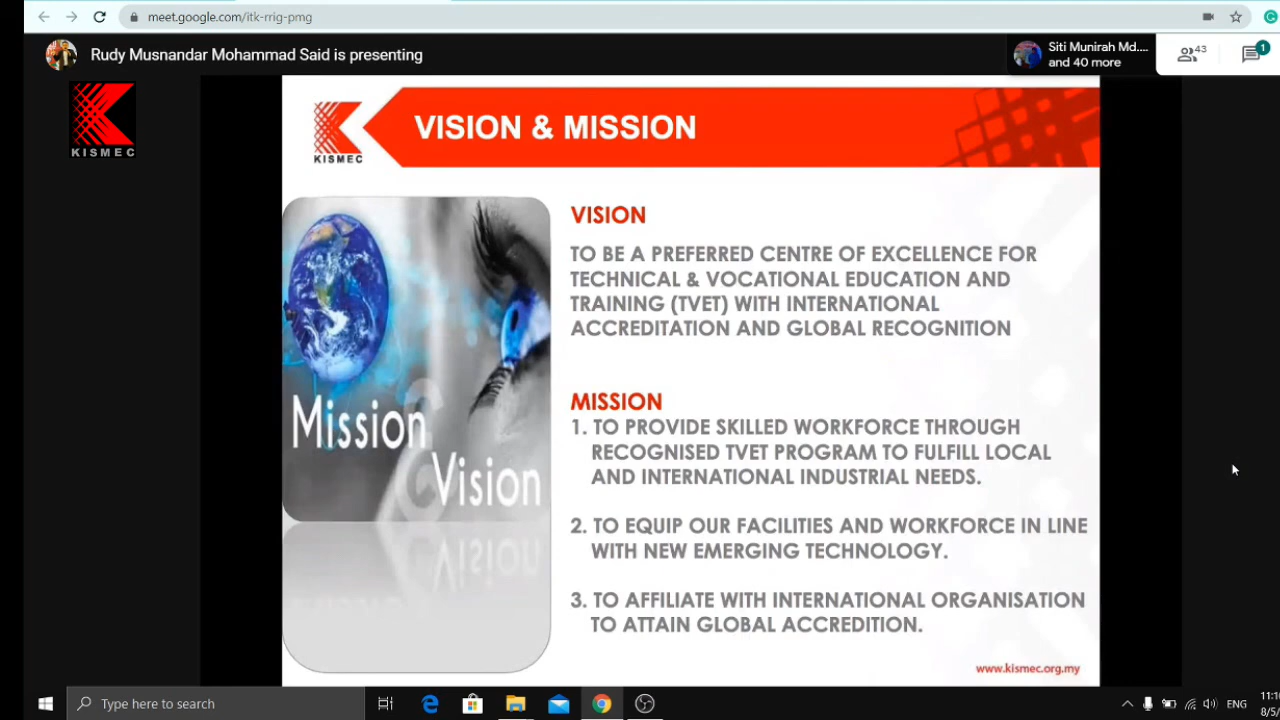 meet.google.com/itk-rrig-pmg
Rudy Musnandar Mohammad Said is presenting
Siti Munirah Md....
and 40 more
43
1
KISMEC
KISMEC
VISION & MISSION
Mission
Vision
VISION
TO BE A PREFERRED CENTRE OF EXCELLENCE FOR
TECHNICAL & VOCATIONAL EDUCATION AND
TRAINING (TVET) WITH INTERNATIONAL
ACCREDITATION AND GLOBAL RECOGNITION
MISSION
1. TO PROVIDE SKILLED WORKFORCE THROUGH
RECOGNISED TVET PROGRAM TO FULFILL LOCAL
AND INTERNATIONAL INDUSTRIAL NEEDS.
2. TO EQUIP OUR FACILITIES AND WORKFORCE IN LINE
WITH NEW EMERGING TECHNOLOGY.
3. TO AFFILIATE WITH INTERNATIONAL ORGANISATION
TO ATTAIN GLOBAL ACCREDITION.
www.kismec.org.my
Type here to search
ENG